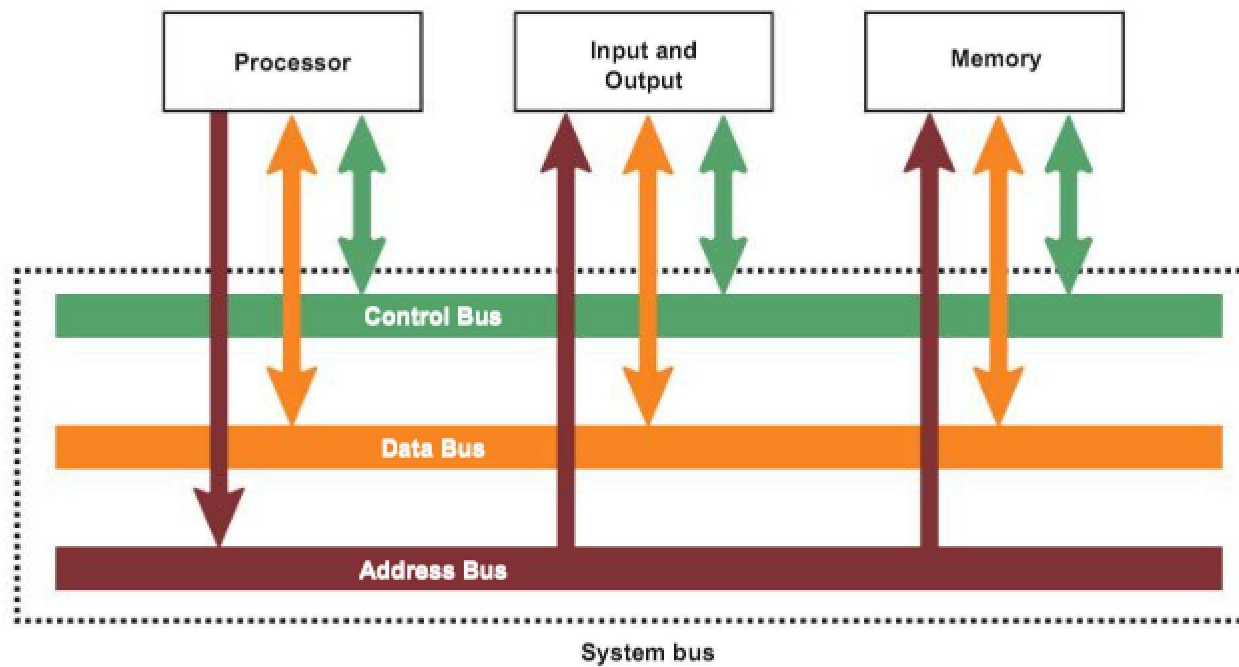 Processor
Input and
Output
Memory
Control Bus
Data Bus
Address Bus
System bus